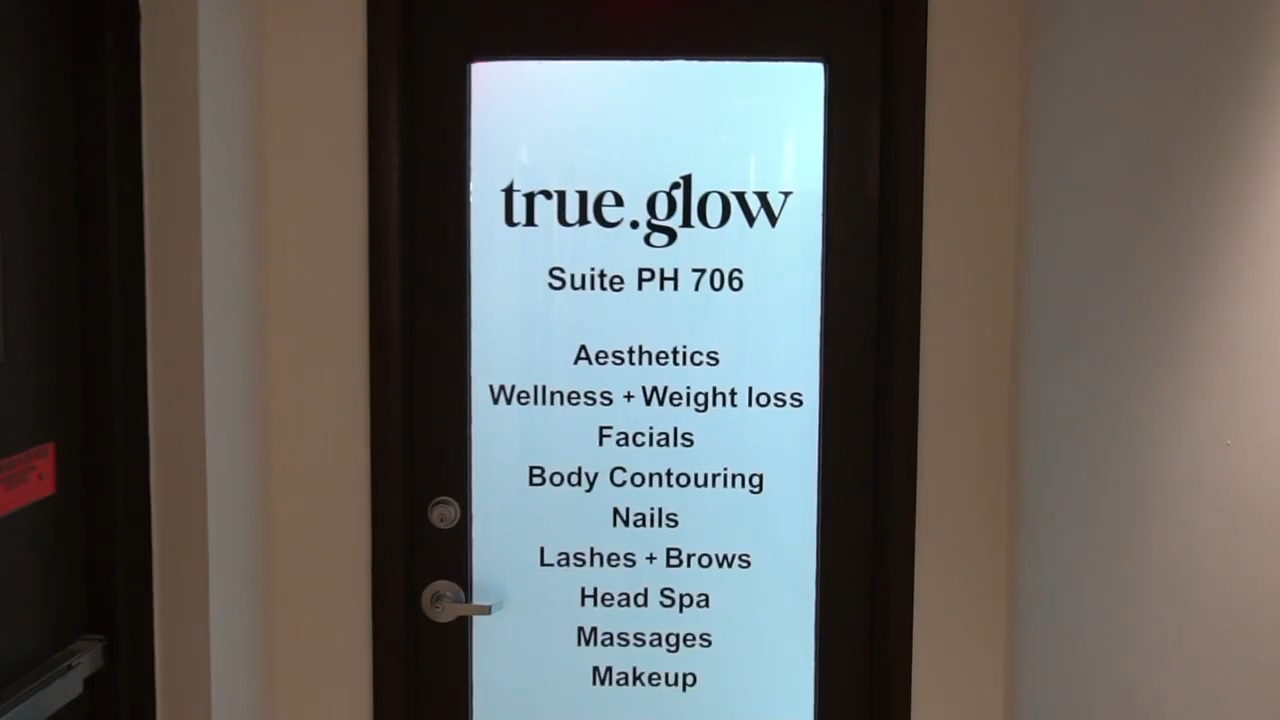 true.glow
Suite PH 706
Aesthetics
Wellness + Weight loss
Facials
Body Contouring
Nails
Lashes + Brows
Head Spa
Massages
Makeup